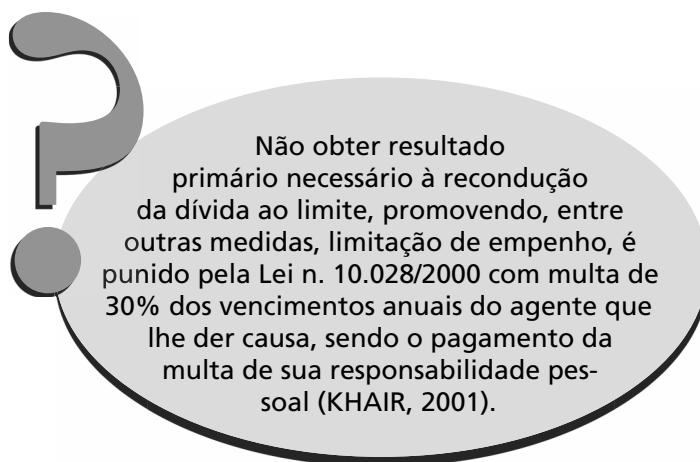 Não obter resultado
primário necessário à recondução
da dívida ao limite, promovendo, entre
outras medidas, limitação de empenho, é
punido pela Lei n. 10.028/2000 com multa de
30% dos vencimentos anuais do agente que
lhe der causa, sendo o pagamento da
multa de sua responsabilidade pes-
soal (KHAIR, 2001).